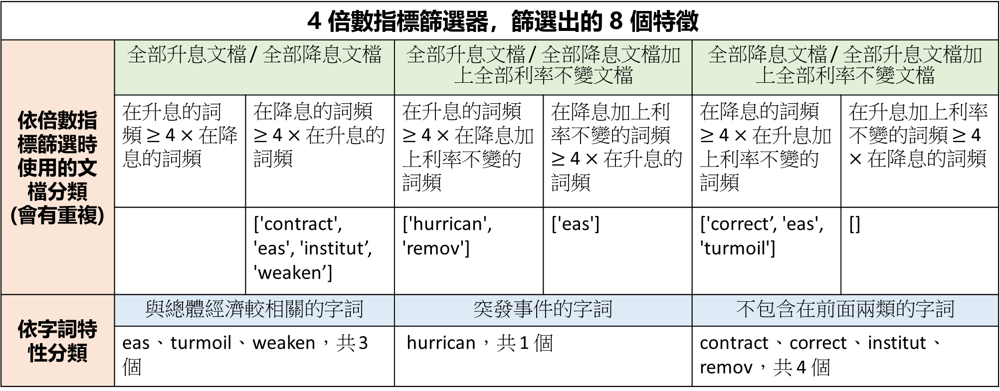 4 倍數指標篩選器，篩選出的 8 個特徵
依倍數指
標篩選時
使用的文
檔分類
(會有重複)
全部升息文檔 / 全部降息文檔
全部升息文檔 / 全部降息文檔加
上全部利率不變文檔
全部降息文檔 / 全部升息文檔加
上全部利率不變文檔
在升息的詞
頻 ≥ 4 × 在降
息的詞頻
在降息的詞頻
≥ 4 × 在升息的
詞頻
在升息的詞頻
≥ 4 × 在降息加
上利率不變的
詞頻
在降息加上利
率不變的詞頻
≥ 4 × 在升息的
詞頻
在降息的詞頻
≥ 4 × 在升息加
上利率不變的
詞頻
在升息加上利率
不變的詞頻 ≥ 4
× 在降息的詞頻
['contract',
'eas', 'institut’,
'weaken’]
['hurrican',
'remov']
['eas']
['correct’, 'eas',
'turmoil']
[]
依字詞特
性分類
與總體經濟較相關的字詞
突發事件的字詞
不包含在前面兩類的字詞
eas、turmoil、weaken，共 3
個
hurrican，共 1 個
contract、correct、institut、
remov，共 4 個